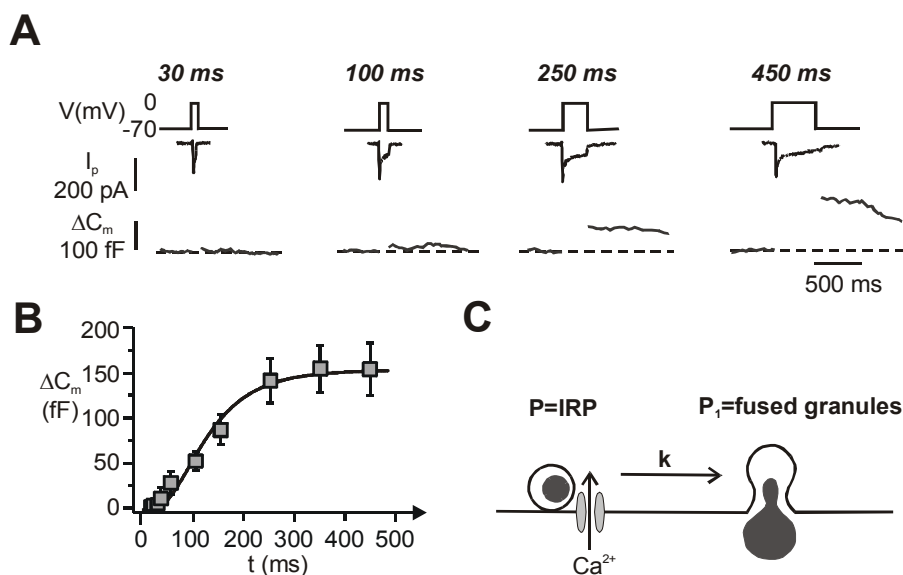 A
30 ms 100 ms 250 ms 450 ms
V(mV) 0
-70
Ip
200 pA
ΔCm
100 fF
500 ms
B
200
150
ΔCm
(fF)
100
50
0
0 100 200 300 400 500
t (ms)
C
P=IRP P1=fused granules
k
Ca2+